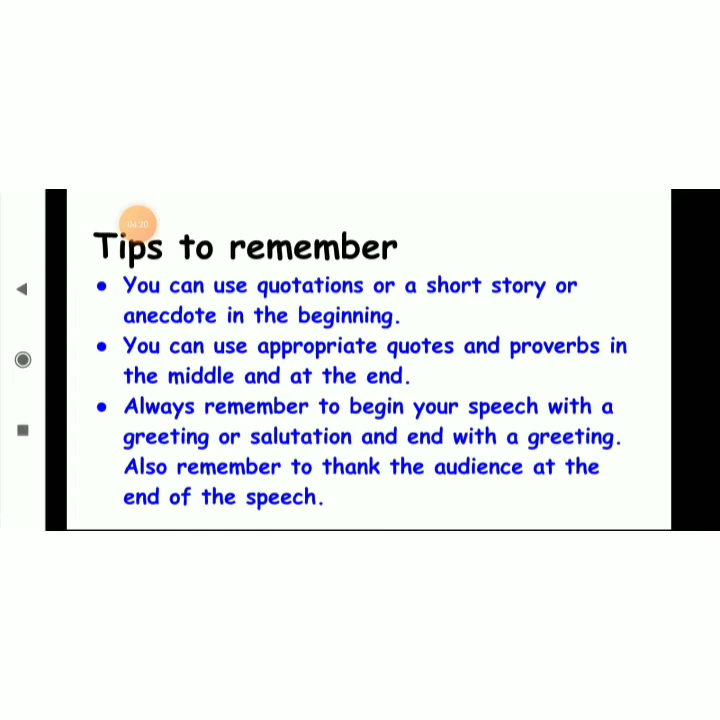 04:20
Tips to remember
● You can use quotations or a short story or
anecdote in the beginning.
● You can use appropriate quotes and proverbs in
the middle and at the end.
● Always remember to begin your speech with a
greeting or salutation and end with a greeting.
Also remember to thank the audience at the
end of the speech.